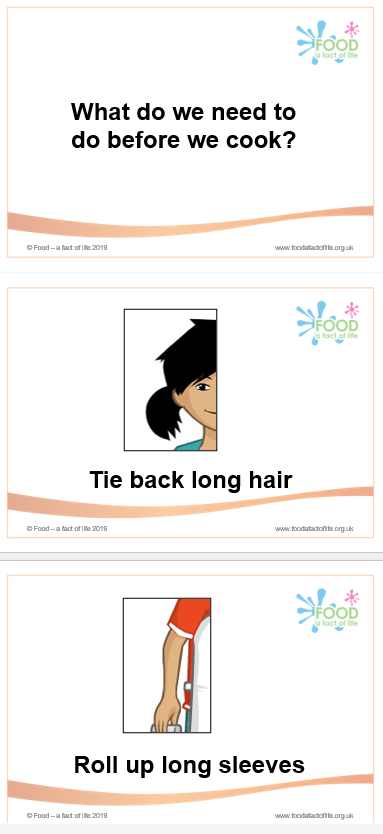 FOOD
a fact of life
What do we need to
do before we cook?
© Food – a fact of life 2019
www.foodafactoflife.org.uk
FOOD
a fact of life
Tie back long hair
© Food – a fact of life 2019
www.foodafactoflife.org.uk
FOOD
a fact of life
Roll up long sleeves
© Food – a fact of life 2019
www.foodafactoflife.org.uk